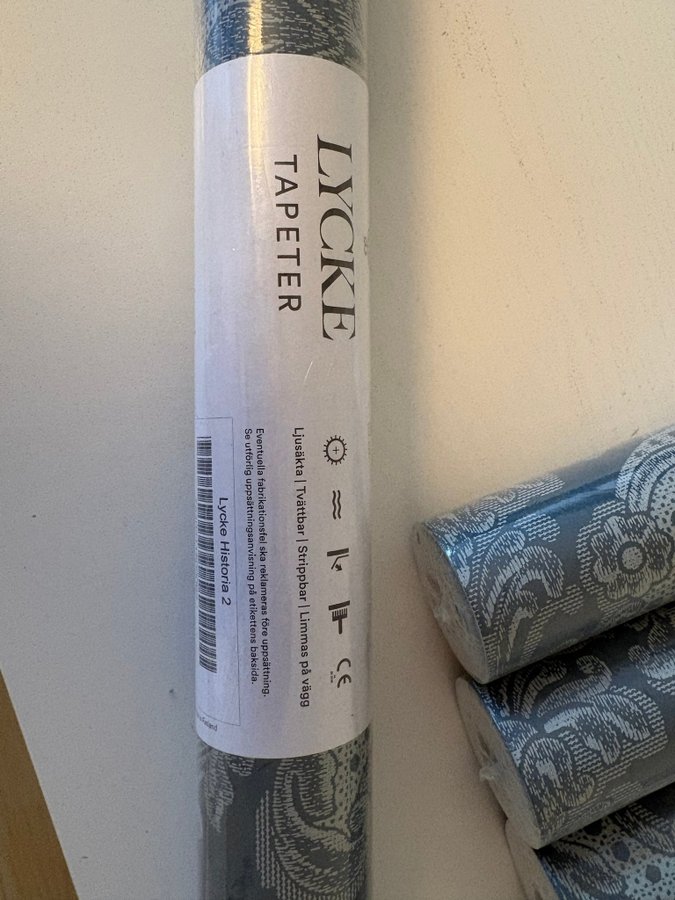 LYCKE
TAPETER
Ljusäkta | Tvättbar | Strippbar | Limmas på vägg
CE
Eventuella fabrikationsfel ska reklameras före uppsättning.
Se utförlig uppsättningsanvisning på etikettens baksida.
Lycke Historia 2